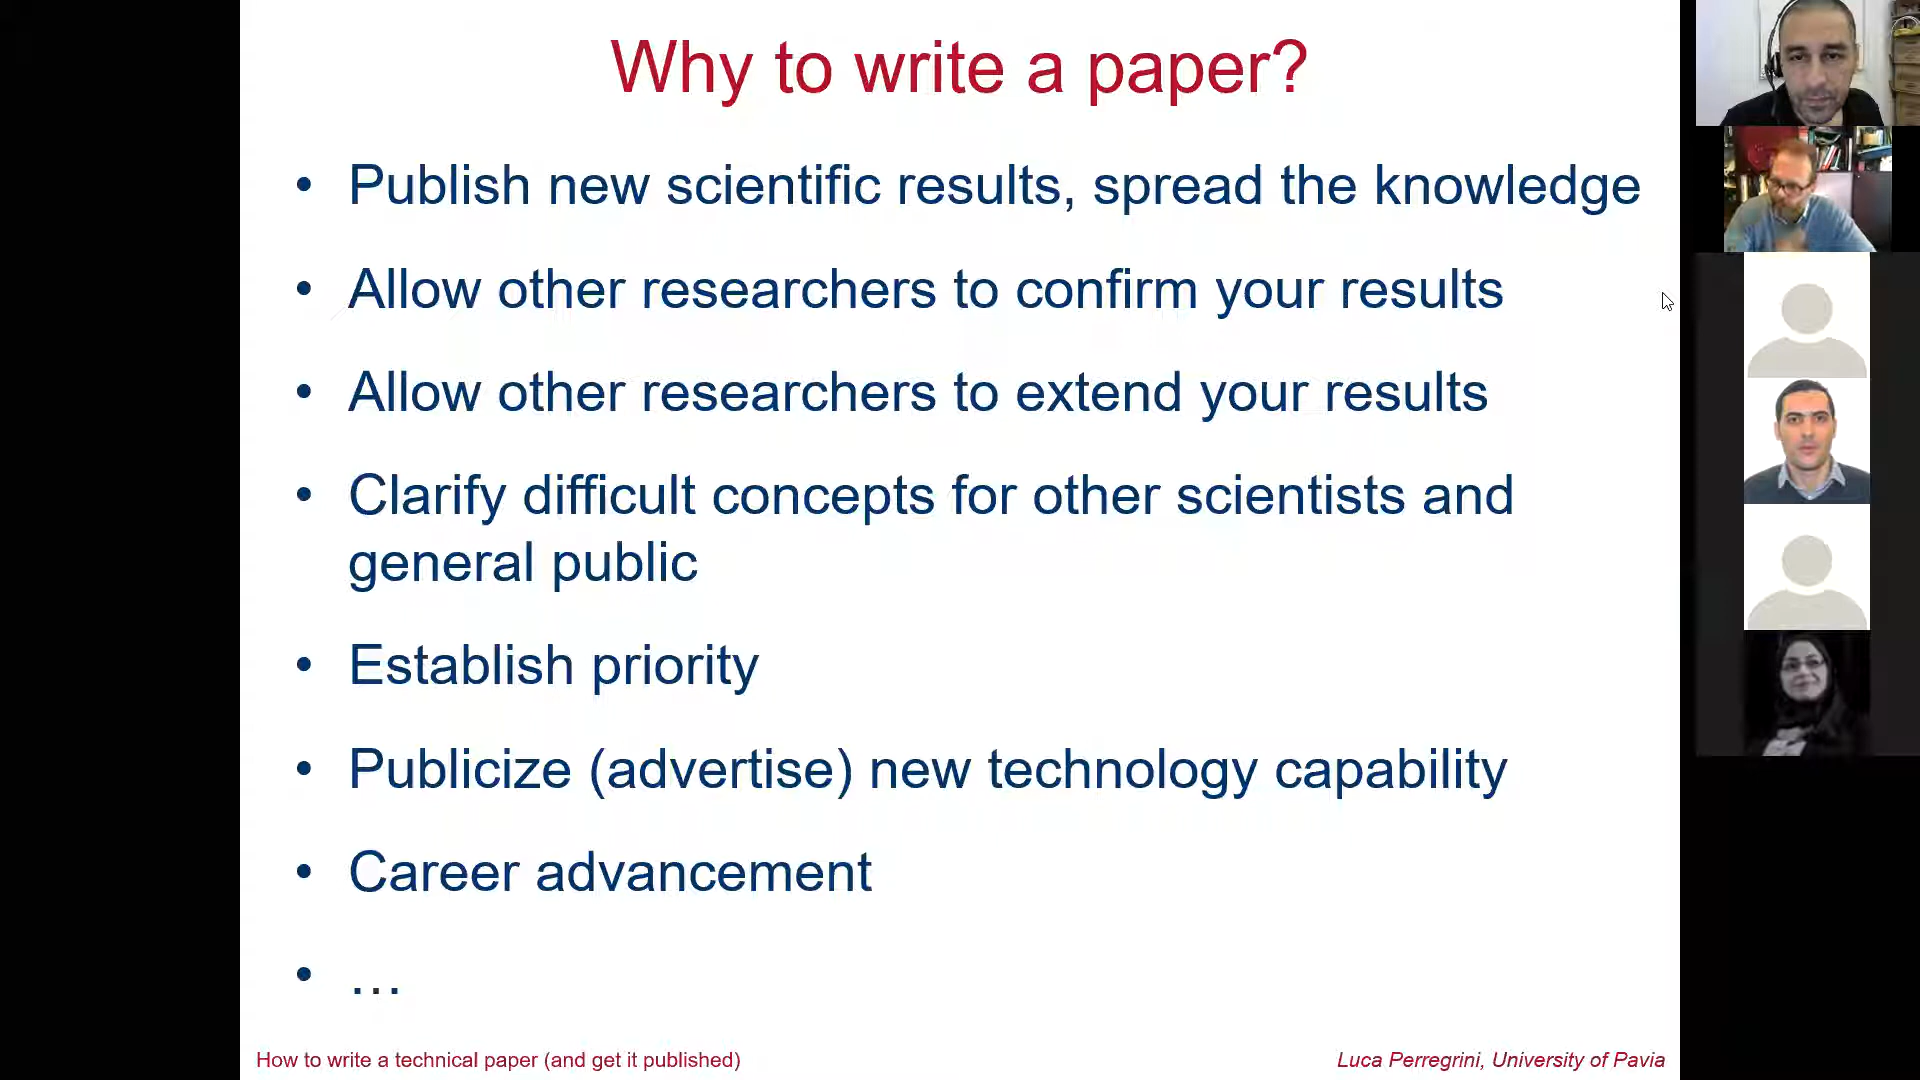 Why to write a paper?
• Publish new scientific results, spread the knowledge
• Allow other researchers to confirm your results
• Allow other researchers to extend your results
• Clarify difficult concepts for other scientists and
general public
• Establish priority
• Publicize (advertise) new technology capability
• Career advancement
• ...
How to write a technical paper (and get it published)
Luca Perregrini, University of Pavia